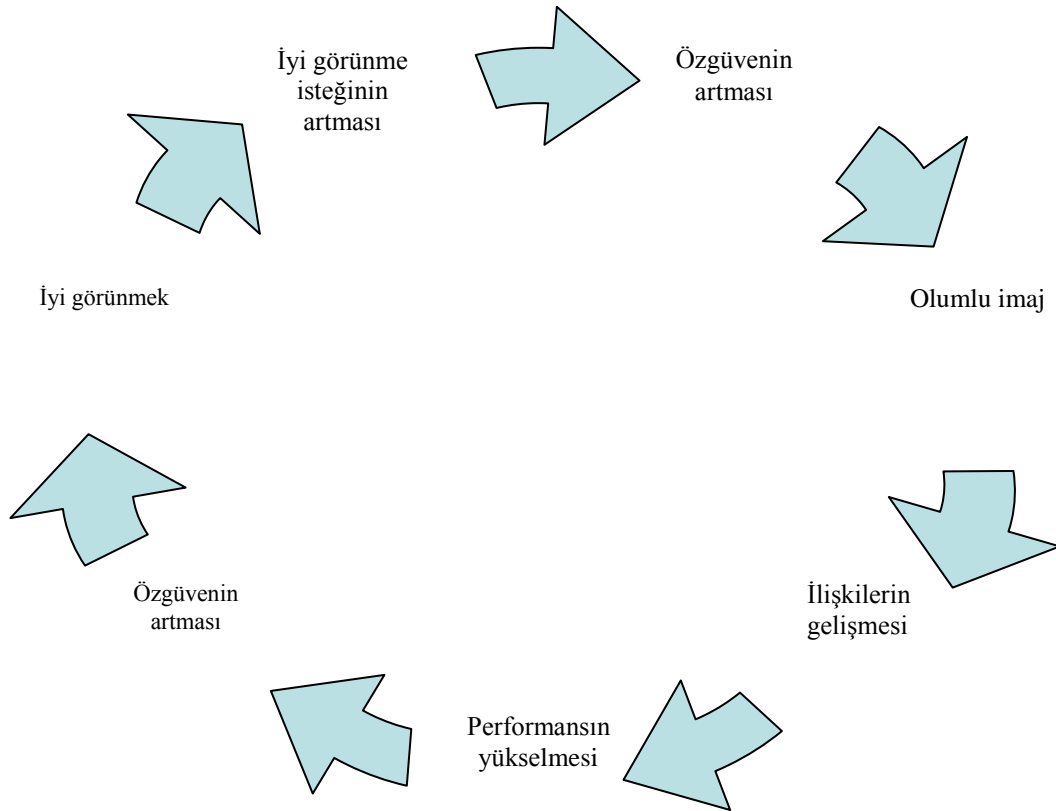 İyi görünme
isteğinin
artması
Özgüvenin
artması
Olumlu imaj
İlişkilerin
gelişmesi
Performansın
yükselmesi
Özgüvenin
artması
İyi görünmek